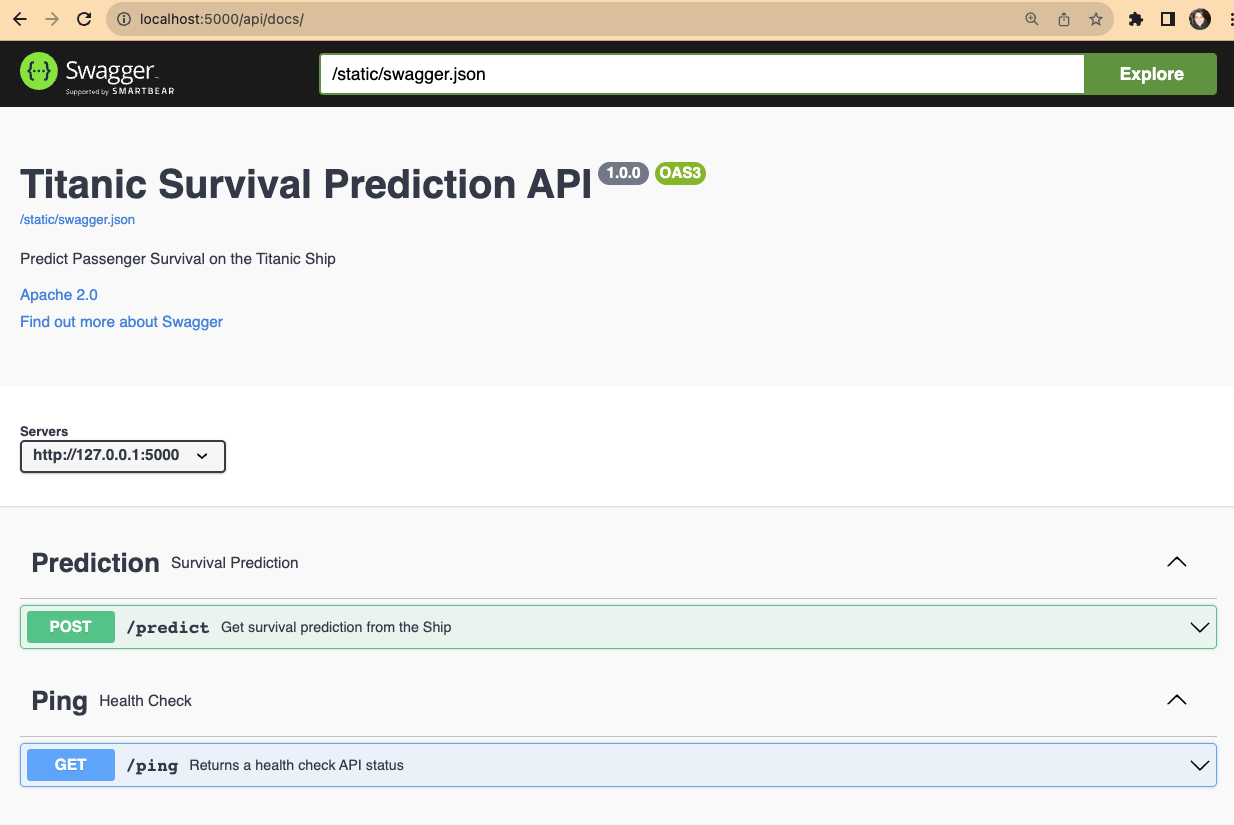 localhost:5000/api/docs/
Swagger
Supported by SMARTBEAR
/static/swagger.json
Explore
Titanic Survival Prediction API 1.0.0 OAS3
/static/swagger.json
Predict Passenger Survival on the Titanic Ship
Apache 2.0
Find out more about Swagger
Servers
http://127.0.0.1:5000
Prediction Survival Prediction
POST /predict Get survival prediction from the Ship
Ping Health Check
GET /ping Returns a health check API status